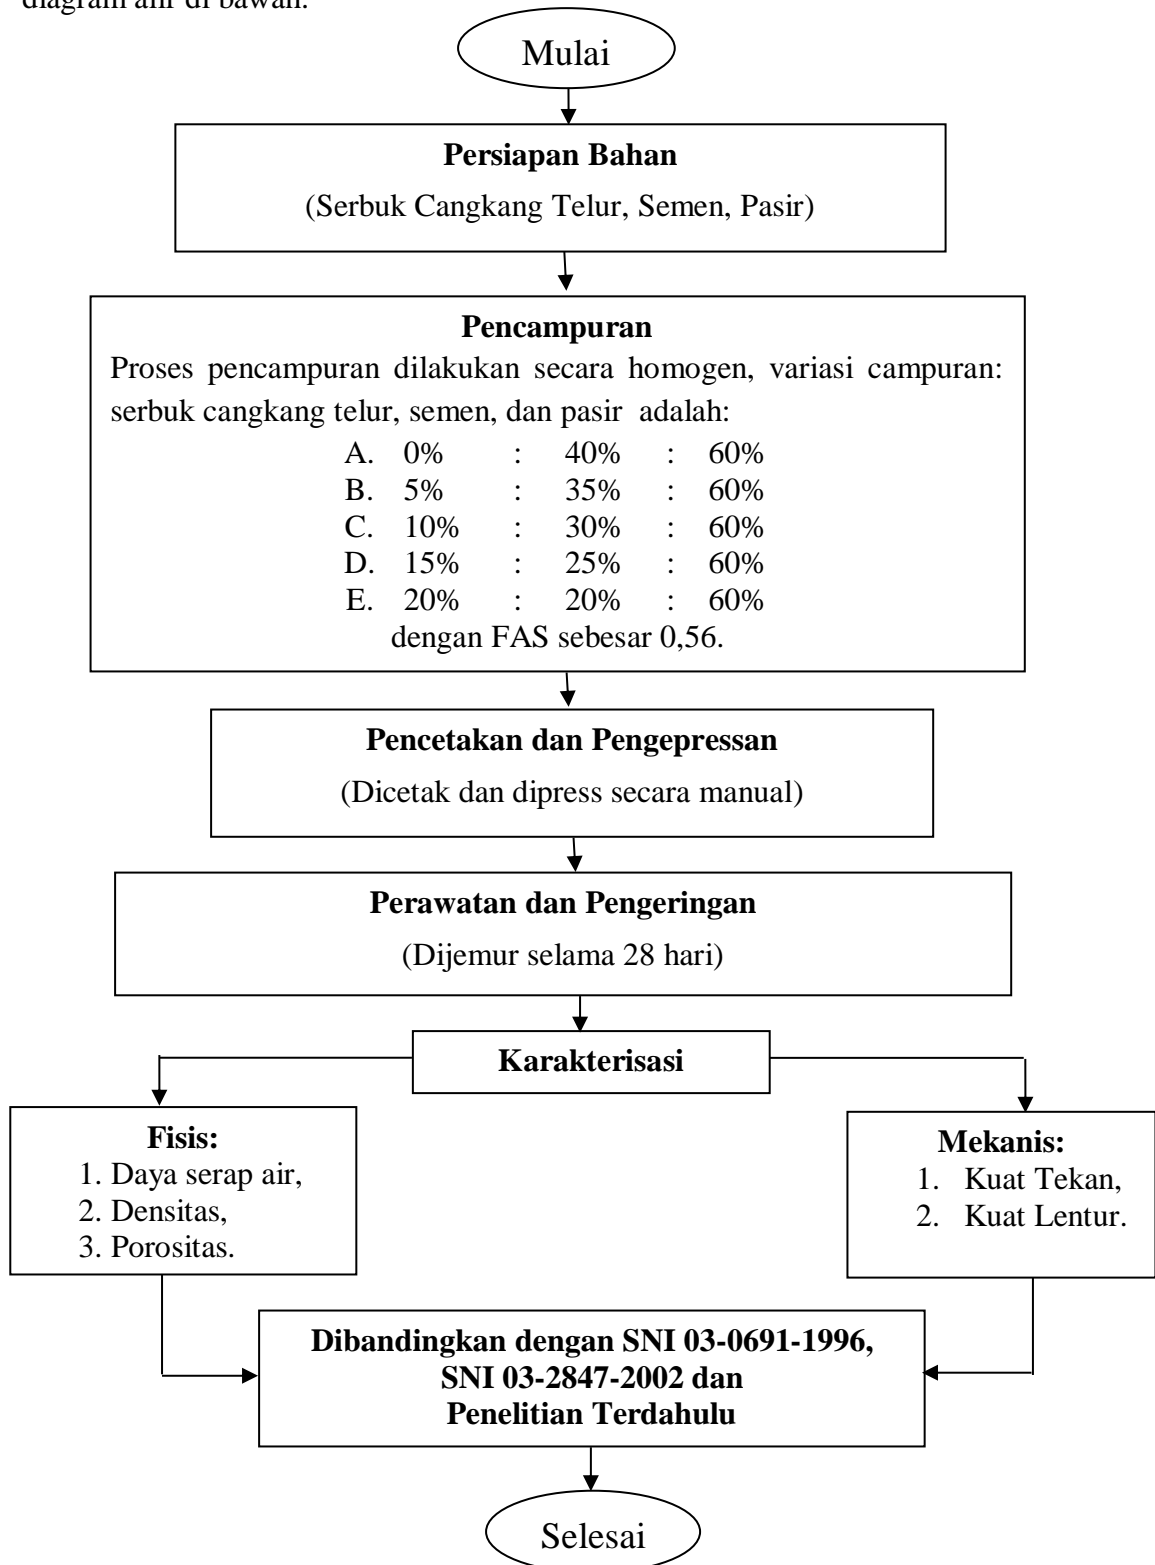 diagram alir di bawah.
Mulai
Persiapan Bahan
(Serbuk Cangkang Telur, Semen, Pasir)
Pencampuran
Proses pencampuran dilakukan secara homogen, variasi campuran:
serbuk cangkang telur, semen, dan pasir adalah:
A. 0% : 40% : 60%
B. 5% : 35% : 60%
C. 10% : 30% : 60%
D. 15% : 25% : 60%
E. 20% : 20% : 60%
dengan FAS sebesar 0,56.
Pencetakan dan Pengepressan
(Dicetak dan dipress secara manual)
Perawatan dan Pengeringan
(Dijemur selama 28 hari)
Karakterisasi
Fisis:
1. Daya serap air,
2. Densitas,
3. Porositas.
Mekanis:
1. Kuat Tekan,
2. Kuat Lentur.
Dibandingkan dengan SNI 03-0691-1996,
SNI 03-2847-2002 dan
Penelitian Terdahulu
Selesai